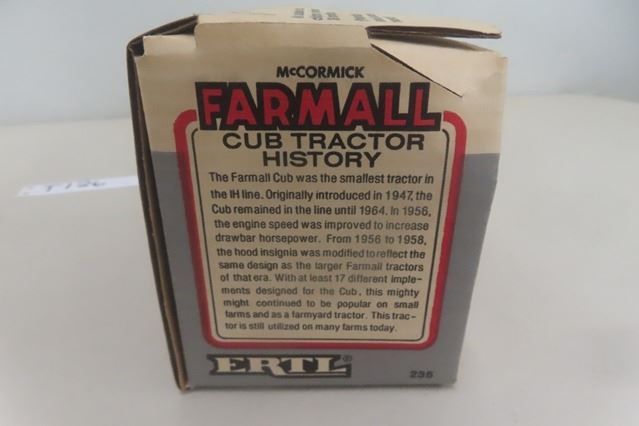 McCORMICK
FARMALL
CUB TRACTOR
HISTORY
The Farmall Cub was the smallest tractor in
the IH line. Originally introduced in 1947, the
Cub remained in the line until 1964. In 1956,
the engine speed was improved to increase
drawbar horsepower. From 1956 to 1958,
the hood insignia was modified to reflect the
same design as the larger Farmall tractors
of that era. With at least 17 different imple-
ments designed for the Cub, this mighty
might continued to be popular on small
farms and as a farmyard tractor. This trac-
tor is still utilized on many farms today.
ERTL®
235